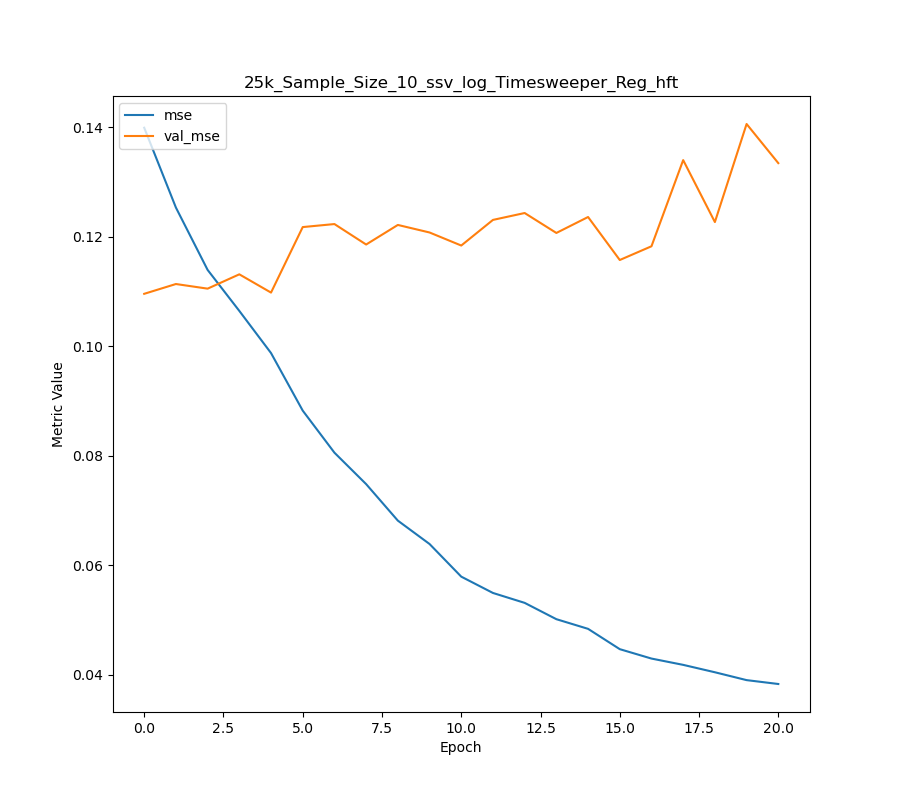 25k_Sample_Size_10_ssv_log_Timesweeper_Reg_hft
mse
val_mse
0.14
0.12
0.10
0.08
0.06
0.04
Metric Value
0.0 2.5 5.0 7.5 10.0 12.5 15.0 17.5 20.0
Epoch